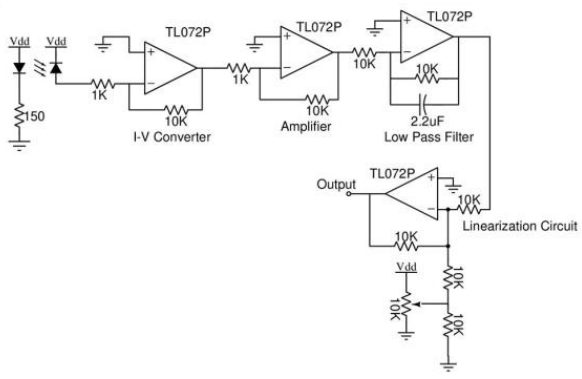 TL072P
TL072P
TL072P
Vdd
Vdd
1K
1K
10K
10K
150
10K
10K
2.2uF
I-V Converter
Amplifier
Low Pass Filter
TL072P
Output
10K
Linearization Circuit
10K
Vdd
10K
10K
10K